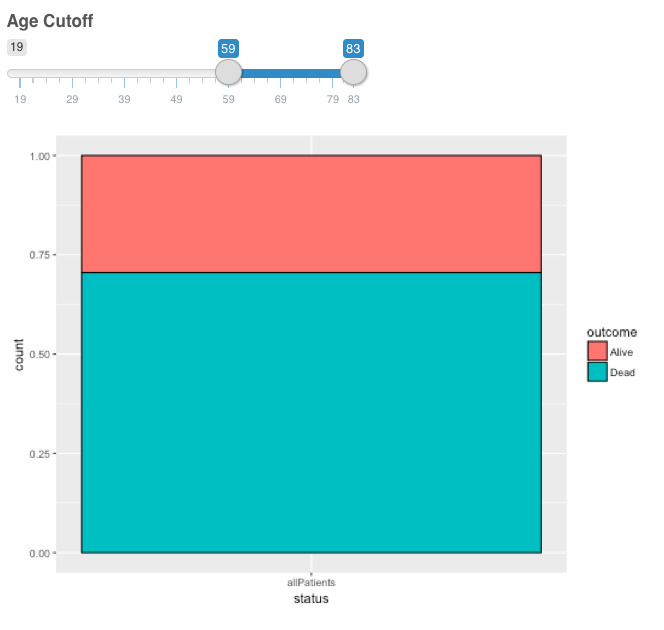 Age Cutoff
19 59 83
19 29 39 49 59 69 79 83
1.00
0.75
0.50
0.25
0.00
count
allPatients
status
outcome
Alive
Dead